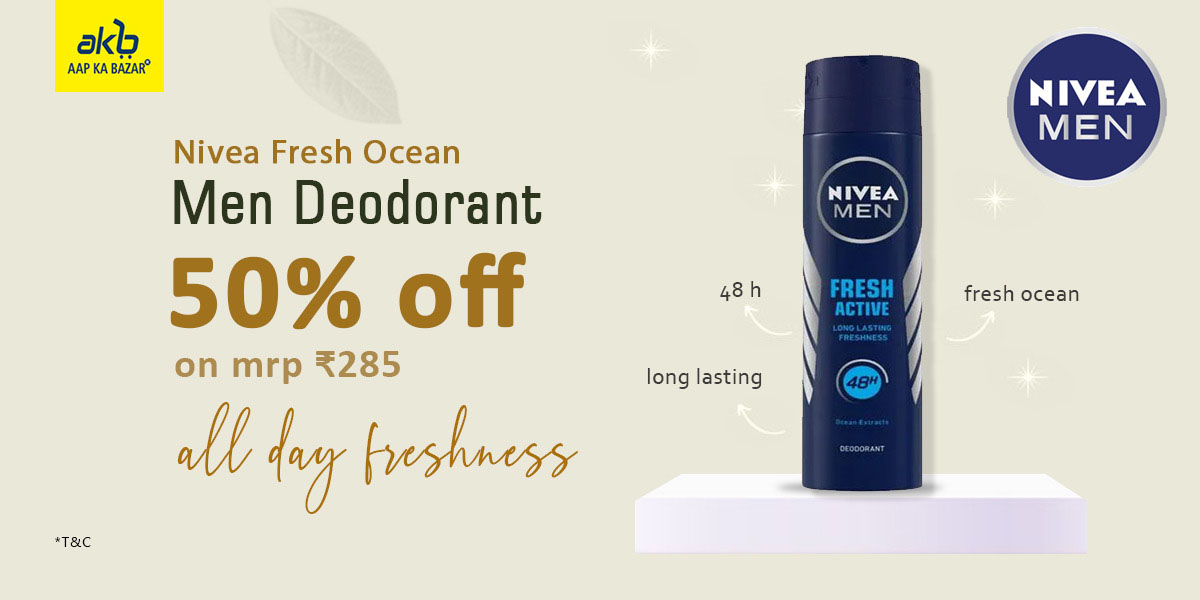 akb
AAP KA BAZAR
Nivea Fresh Ocean
Men Deodorant
50% off
on mrp ₹285
all day freshness
*T&C
48 h
long lasting
fresh ocean
NIVEA
MEN
FRESH
ACTIVE
LONG LASTING
FRESHNESS
48H
Ocean Extracts
DEODORANT
NIVEA
MEN